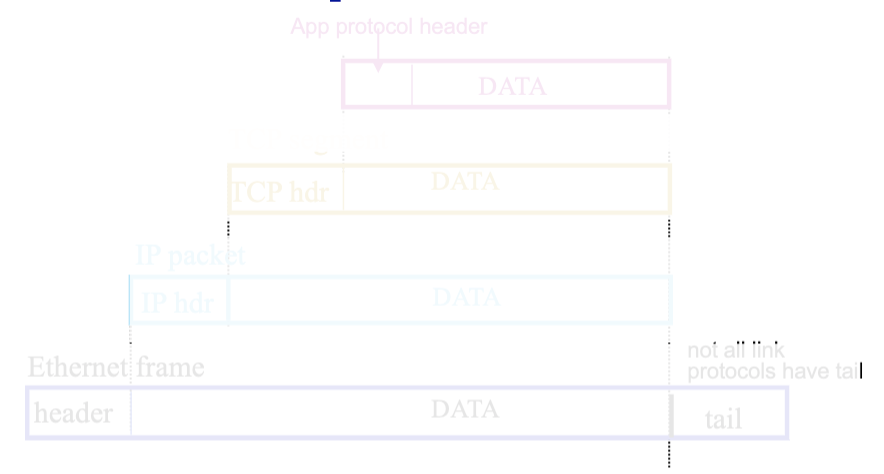 App protocol header
DATA
TCP hdr
DATA
IP packet
IP hdr
DATA
not all link
protocols have tail
Ethernet frame
header
DATA
tail